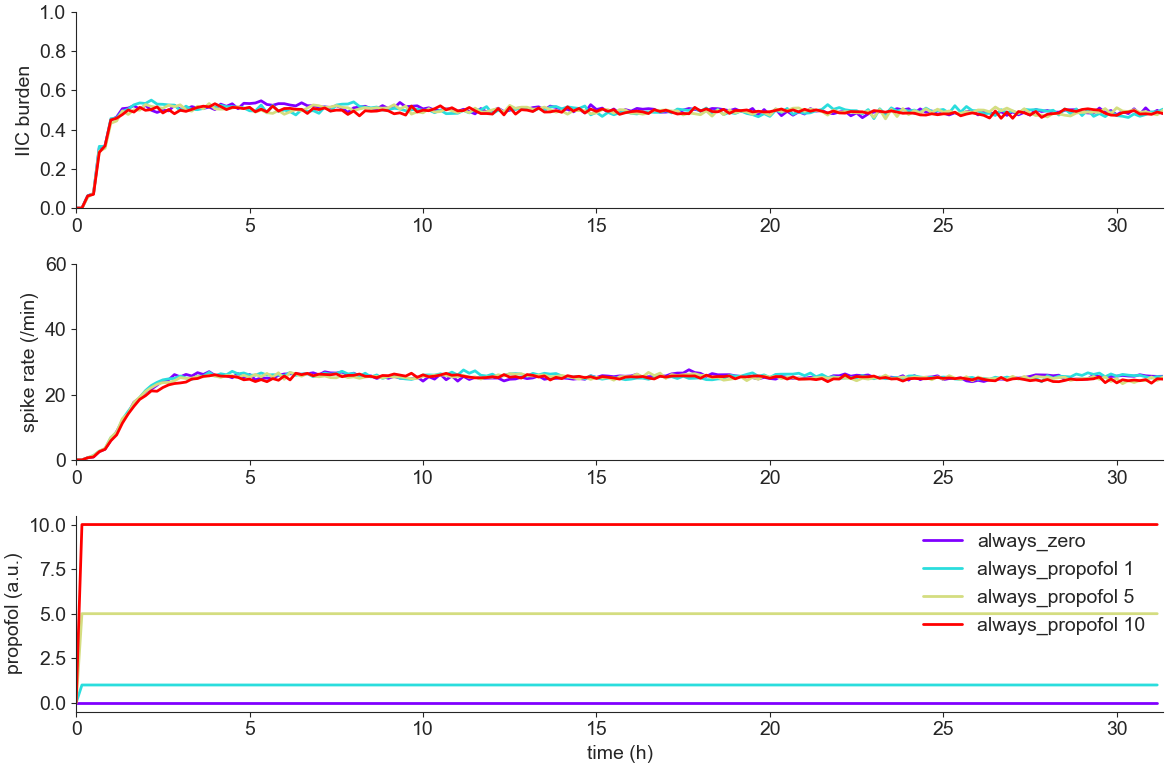 IIC burden
1.0
0.8
0.6
0.4
0.2
0.0
0 5 10 15 20 25 30
spike rate (/min)
60
40
20
0
0 5 10 15 20 25 30
propofol (a.u.)
10.0
7.5
5.0
2.5
0.0
always_zero
always_propofol 1
always_propofol 5
always_propofol 10
0 5 10 15 20 25 30
time (h)